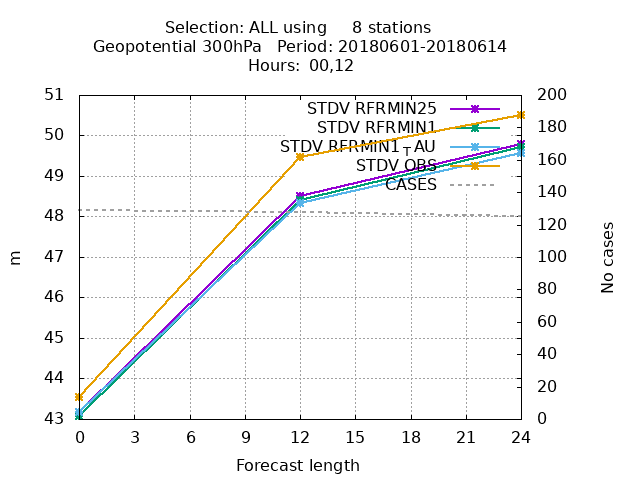 Selection: ALL using 8 stations
Geopotential 300hPa Period: 20180601-20180614
Hours: 00,12
51
50
49
48
47
46
45
44
43
m
0 3 6 9 12 15 18 21 24
Forecast length
STDV RFRMIN25
STDV RFRMIN1
STDV RFRMIN1_TAU
STDV OBS
CASES
200
180
160
140
120
100
80
60
40
20
0
No cases